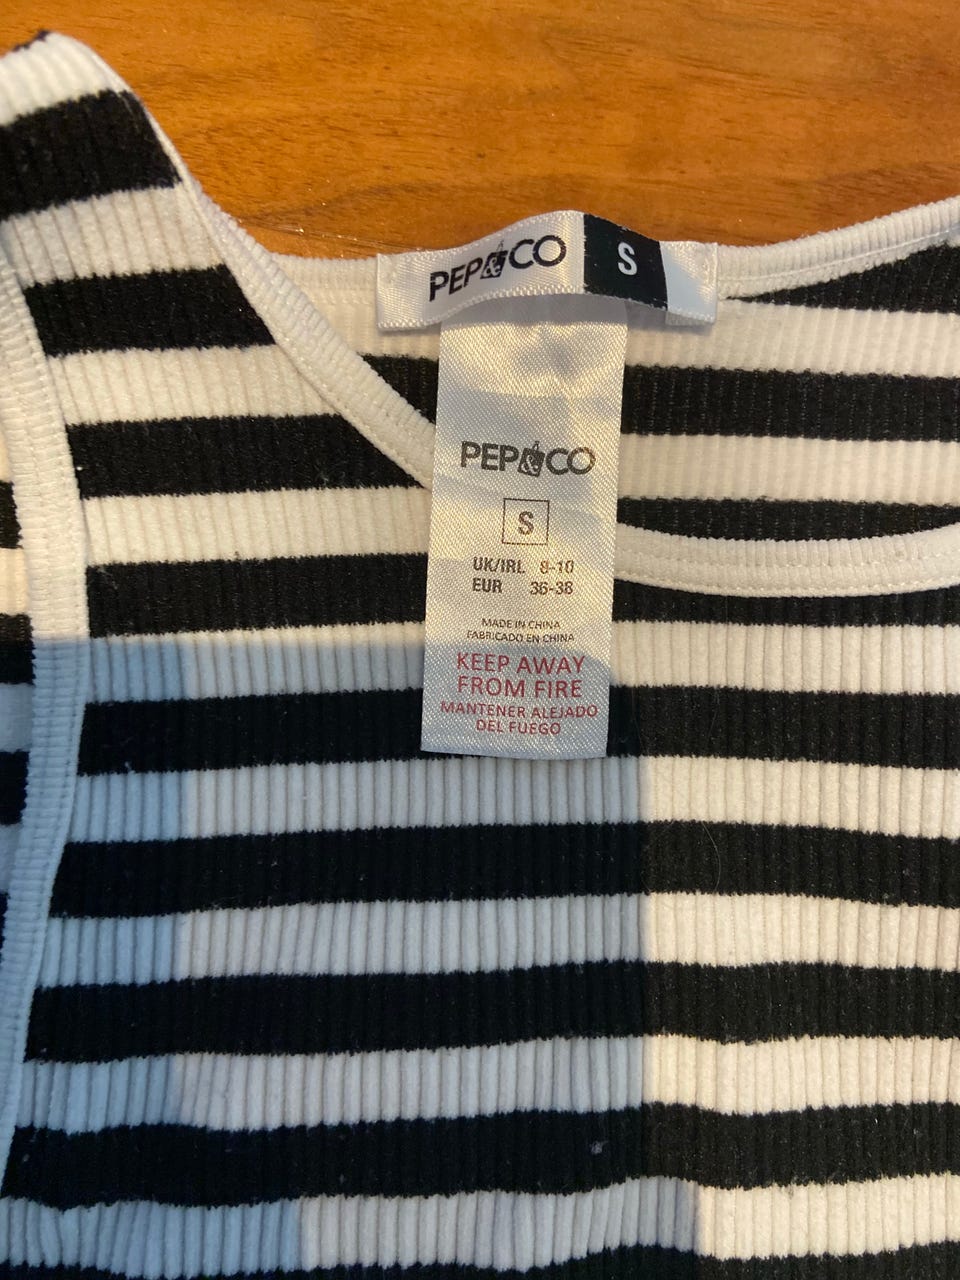 PEP&CO S
PEP&CO
S
UK/IRL 8-10
EUR 36-38
MADE IN CHINA
FABRICADO EN CHINA
KEEP AWAY
FROM FIRE
MANTENER ALEJADO
DEL FUEGO